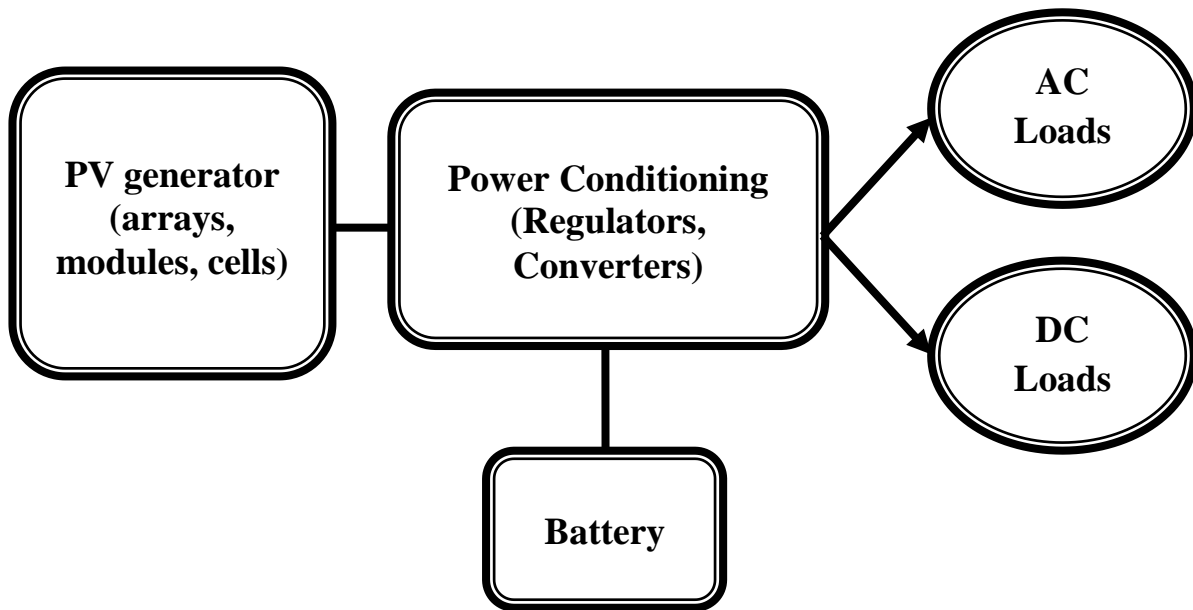 PV generator
(arrays,
modules, cells)
Power Conditioning
(Regulators,
Converters)
AC
Loads
DC
Loads
Battery